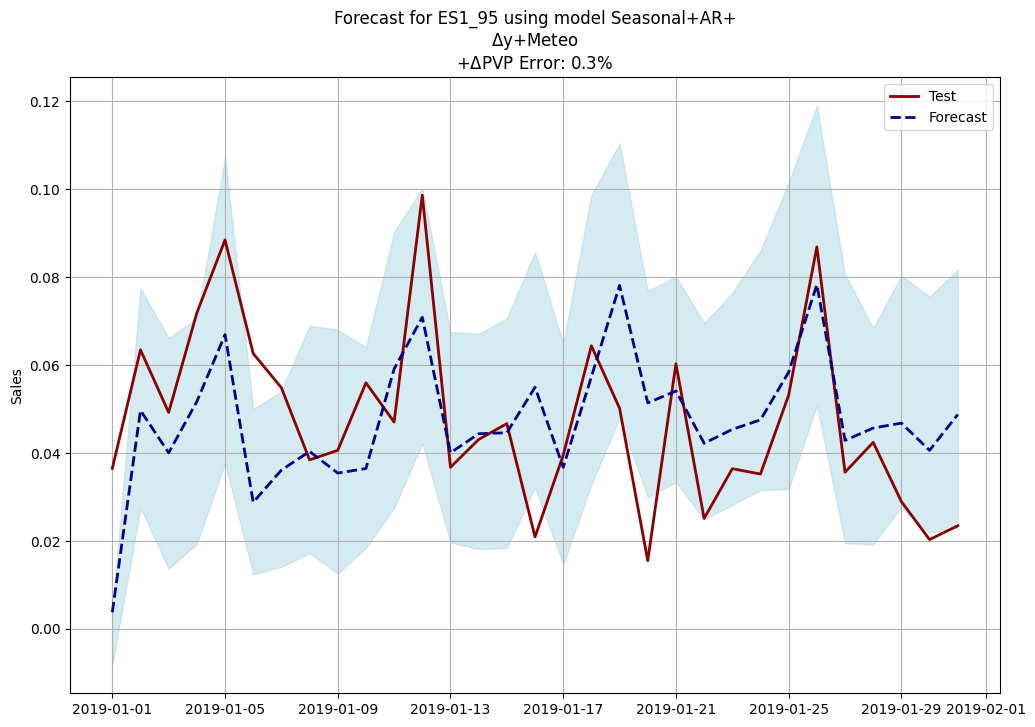 Forecast for ES1_95 using model Seasonal+AR+
Δy+Meteo
+ΔPVP Error: 0.3%
Test
Forecast
Sales
0.12
0.10
0.08
0.06
0.04
0.02
0.00
2019-01-01
2019-01-05
2019-01-09
2019-01-13
2019-01-17
2019-01-21
2019-01-25
2019-01-29
2019-02-01